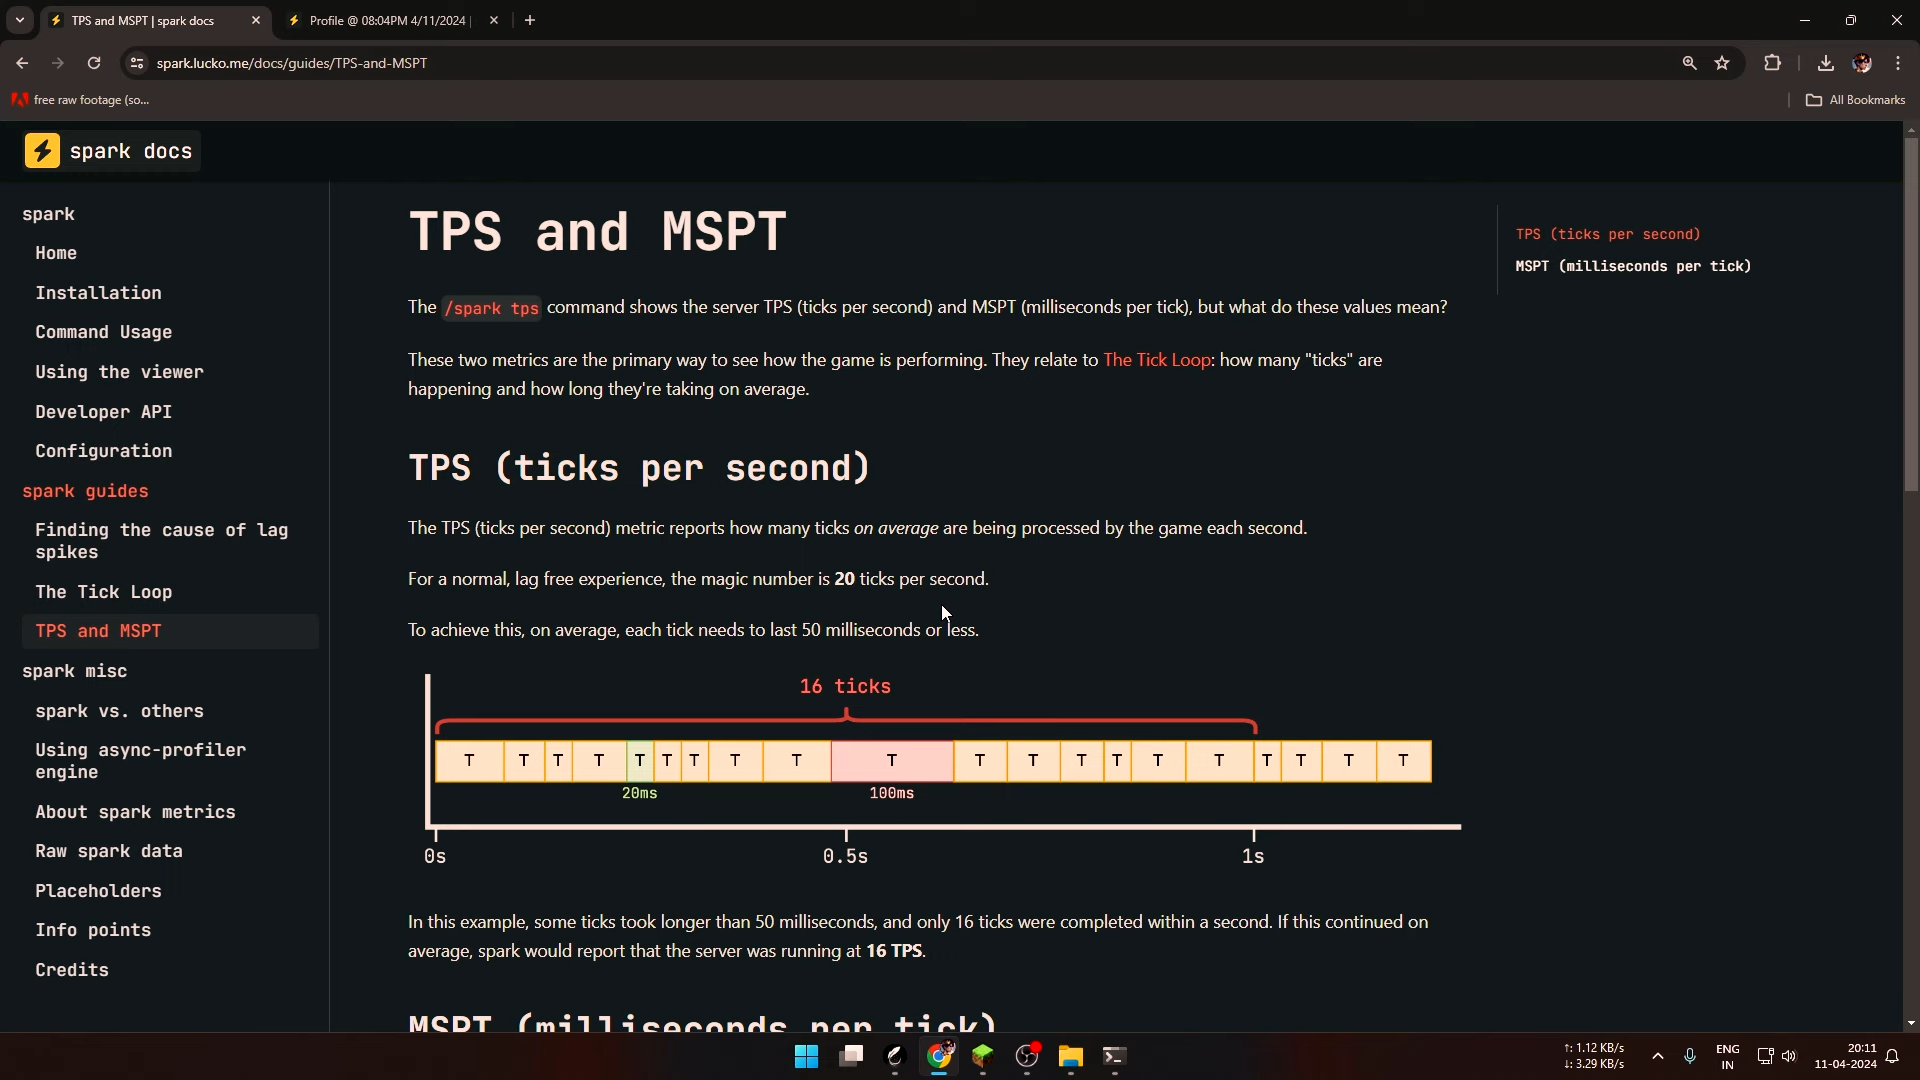 TPS and MSPT | spark docs
Profile @ 08:04PM 4/11/2024 |
spark.lucko.me/docs/guides/TPS-and-MSPT
free raw footage (so...
All Bookmarks
spark docs
spark
Home
Installation
Command Usage
Using the viewer
Developer API
Configuration
spark guides
Finding the cause of lag
spikes
The Tick Loop
TPS and MSPT
spark misc
spark vs. others
Using async-profiler
engine
About spark metrics
Raw spark data
Placeholders
Info points
Credits
TPS and MSPT
The /spark tps command shows the server TPS (ticks per second) and MSPT (milliseconds per tick), but what do these values mean?
These two metrics are the primary way to see how the game is performing. They relate to The Tick Loop: how many "ticks" are
happening and how long they're taking on average.
TPS (ticks per second)
The TPS (ticks per second) metric reports how many ticks on average are being processed by the game each second.
For a normal, lag free experience, the magic number is 20 ticks per second.
To achieve this, on average, each tick needs to last 50 milliseconds or less.
16 ticks
T T T T T T T T T T T T T T T T T T T T
20ms 100ms
0s 0.5s 1s
In this example, some ticks took longer than 50 milliseconds, and only 16 ticks were completed within a second. If this continued on
average, spark would report that the server was running at 16 TPS.
MSPT (milliseconds per tick)
TPS (ticks per second)
MSPT (milliseconds per tick)
↑: 1.12 KB/s
↓: 3.29 KB/s
ENG
IN
20:11
11-04-2024